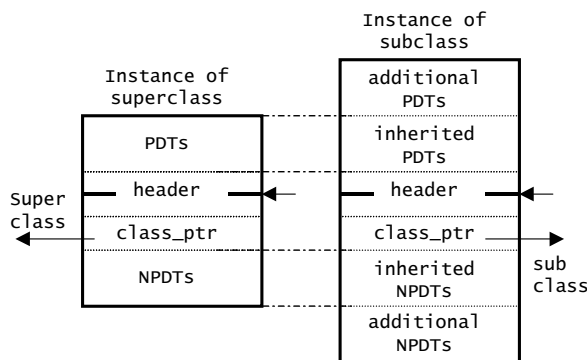 Instance of
superclass
PDTs
header
class_ptr
NPDTs
Super
class
Instance of
subclass
additional
PDTs
inherited
PDTs
header
class_ptr
inherited
NPDTs
additional
NPDTs
sub
class